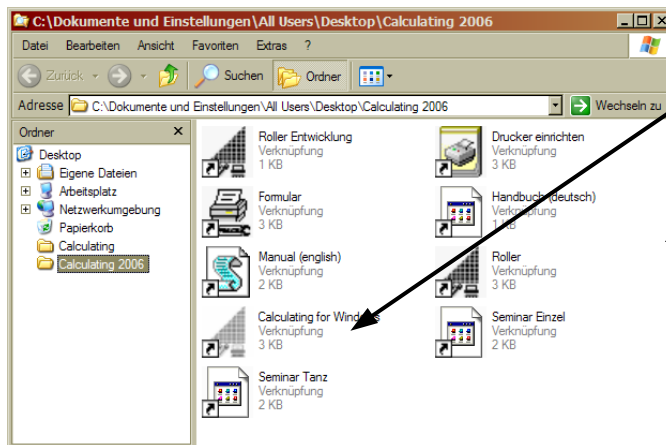 C:\Dokumente und Einstellungen\All Users\Desktop\Calculating 2006
Datei Bearbeiten Ansicht Favoriten Extras ?
Zurück Suchen Ordner
Adresse C:\Dokumente und Einstellungen\All Users\Desktop\Calculating 2006 Wechseln zu
Ordner x
Desktop
Eigene Dateien
Arbeitsplatz
Netzwerkumgebung
Papierkorb
Calculating
Calculating 2006
Roller Entwicklung
Verknüpfung
1 KB
Drucker einrichten
Verknüpfung
3 KB
Formular
Verknüpfung
3 KB
Handbuch (deutsch)
Verknüpfung
1 KB
Manual (english)
Verknüpfung
2 KB
Roller
Verknüpfung
3 KB
Calculating for Windows
Verknüpfung
3 KB
Seminar Einzel
Verknüpfung
2 KB
Seminar Tanz
Verknüpfung
2 KB